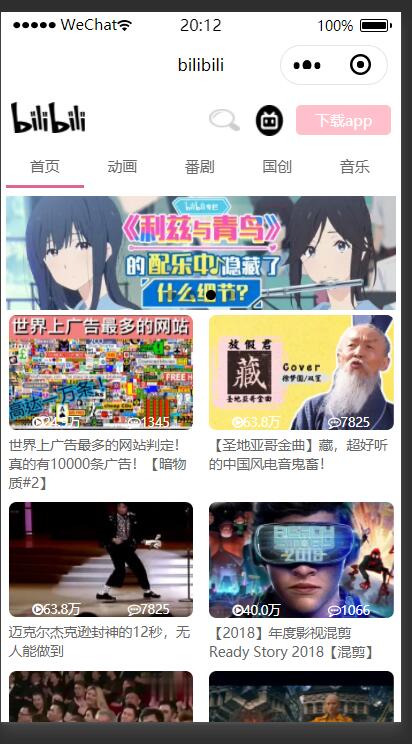 WeChat
20:12
100%
bilibili
bilibili
下载app
首页
动画
番剧
国创
音乐
bilibili专栏
《利兹与青鸟》
的配乐中,隐藏了
什么细节?
世界上广告最多的网站
高达一万条!
1345
放假君
藏
圣地亚哥金曲
Cover
63.8万
7825
世界上广告最多的网站判定!
真的有10000条广告!【暗物
质#2】
【圣地亚哥金曲】藏，超好听
的中国风电音鬼畜!
63.8万
7825
READY
2018
40.0万
1066
迈克尔杰克逊封神的12秒，无
人能做到
【2018】年度影视混剪
Ready Story 2018【混剪】